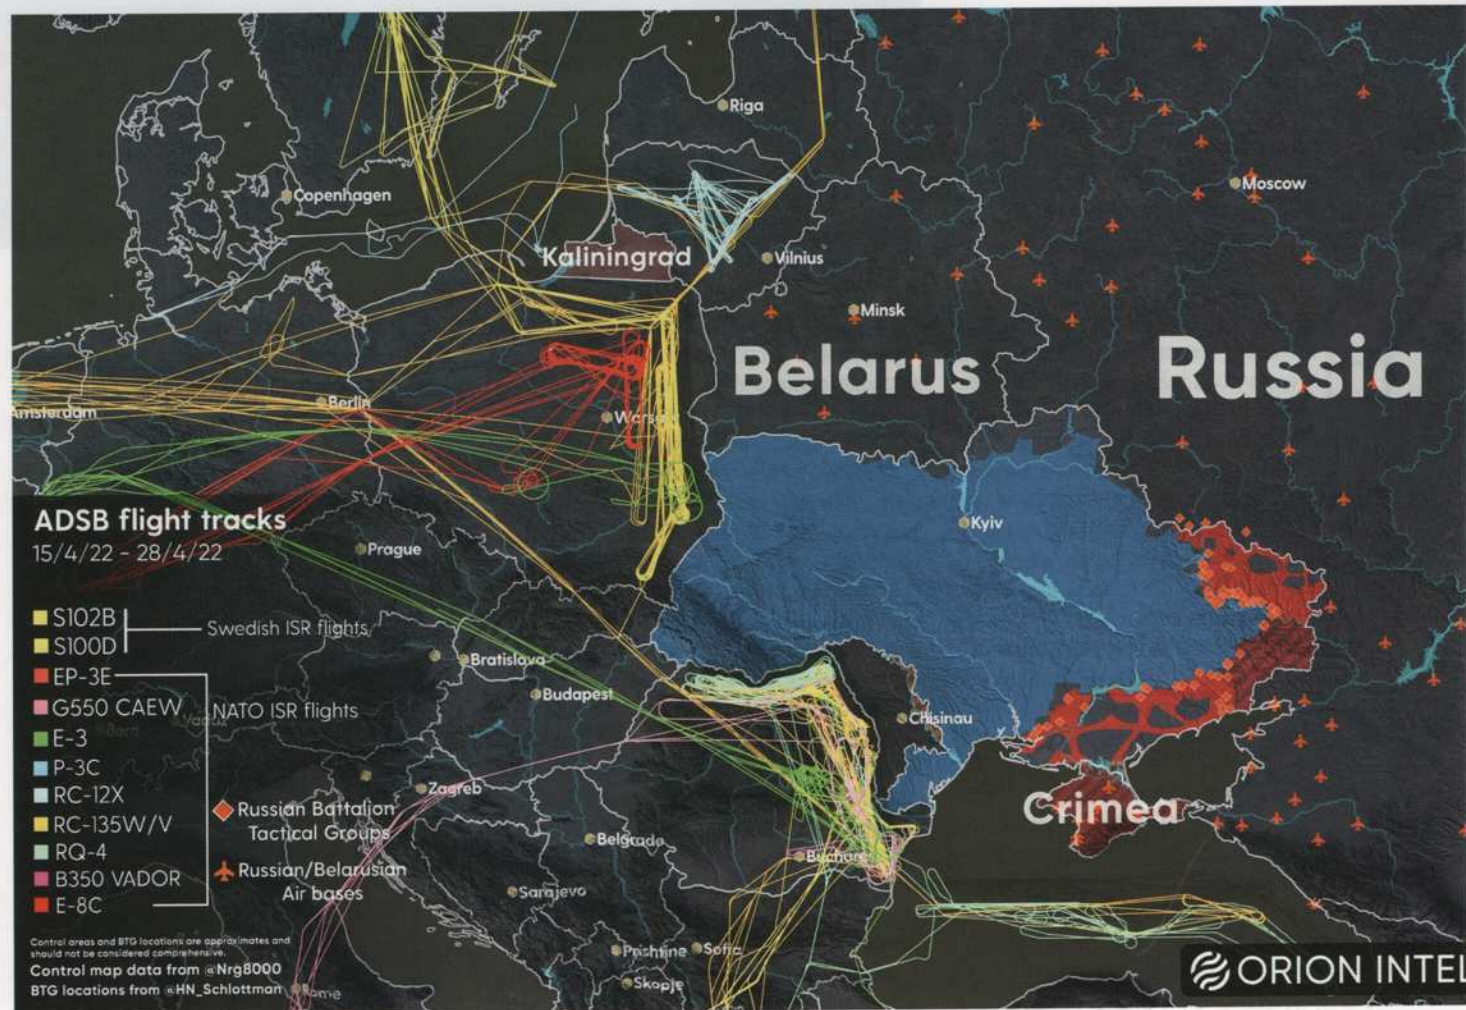 Riga
Copenhagen
Moscow
Kaliningrad
Vilnius
Minsk
Belarus
Russia
Amsterdam
Berlin
ADSB flight tracks
15/4/22 - 28/4/22
Kyiv
Prague
S102B
S100D
Swedish ISR flights
EP-3E
G550 CAEW
NATO ISR flights
E-3
P-3C
RC-12X
RC-135W/V
RQ-4
B350 VADOR
E-8C
Bratislava
Budapest
Chisinau
Zagreb
Crimea
Russian Battalion
Tactical Groups
Belgrade
Russian/Belarusian
Air bases
Sarajevo
Prishtine
Sofia
Skopje
Control areas and BTG locations are approximates and
should not be considered comprehensive.
Control map data from @Nrg8000
BTG locations from @HN_Schlottman
Rome
ORION INTEL